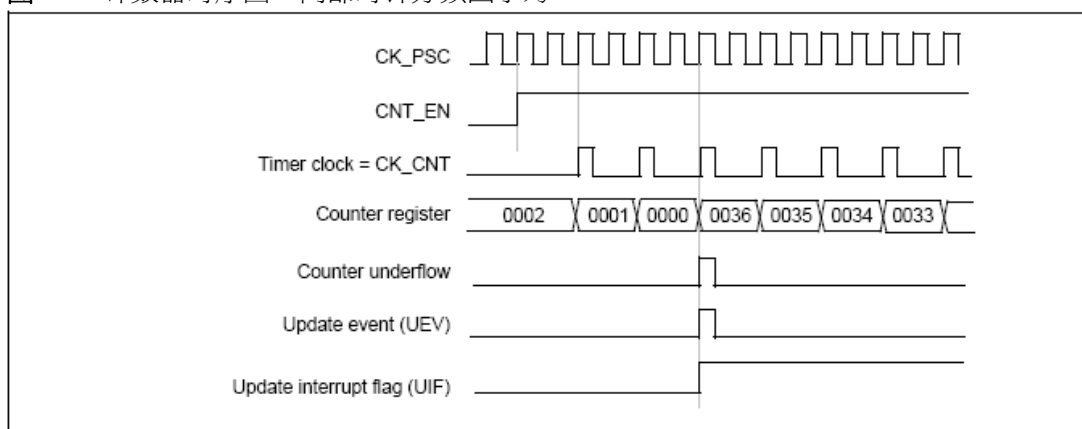 CK_PSC
CNT_EN
Timer clock = CK_CNT
Counter register 0002 0001 0000 0036 0035 0034 0033
Counter underflow
Update event (UEV)
Update interrupt flag (UIF)